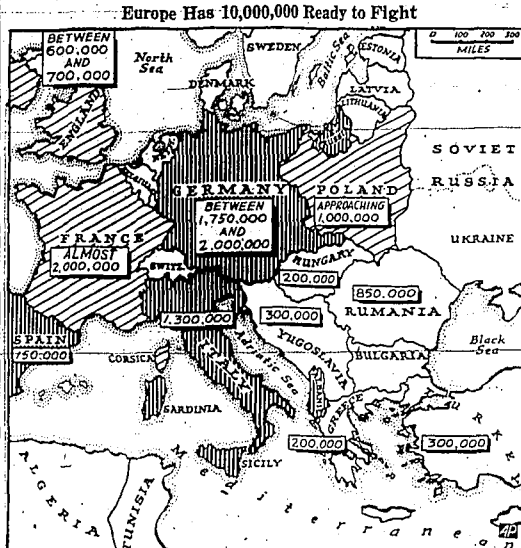 Europe Has 10,000,000 Ready to Fight
BETWEEN
600,000
AND
700,000
North
Sea
SWEDEN
Baltic Sea
ESTONIA
0 100 200 300
MILES
DENMARK
LATVIA
LITHUANIA
ENGLAND
SOVIET
RUSSIA
GERMANY
BETWEEN
1,750,000
AND
2,000,000
POLAND
APPROACHING
1,000,000
UKRAINE
FRANCE
ALMOST
2,000,000
SWITZ.
HUNGARY
200,000
850,000
RUMANIA
1,300,000
300,000
YUGOSLAVIA
ITALY
Adriatic Sea
SPAIN
150,000
CORSICA
BULGARIA
Black
Sea
SARDINIA
GREECE
200,000
TURKEY
300,000
SICILY
ALGERIA
TUNISIA
Mediterranean
AP